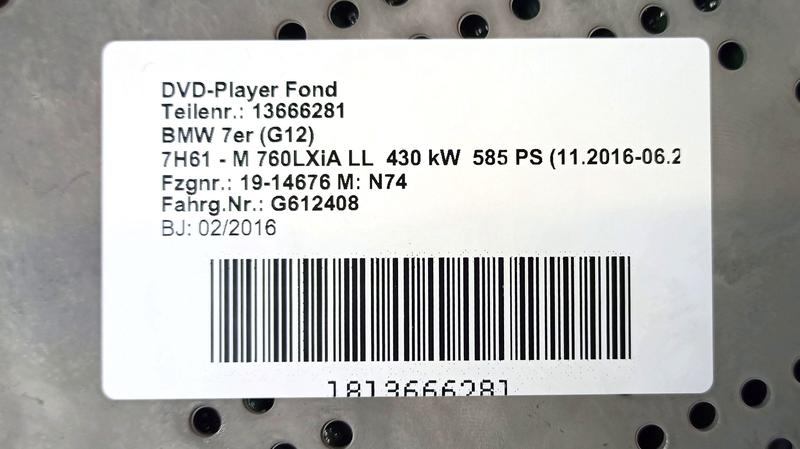 DVD-Player Fond
Teilenr.: 13666281
BMW 7er (G12)
7H61 - M 760LXiA LL 430 kW 585 PS (11.2016-06.2
Fzgnr.: 19-14676 M: N74
Fahrg.Nr.: G612408
BJ: 02/2016
1813666281